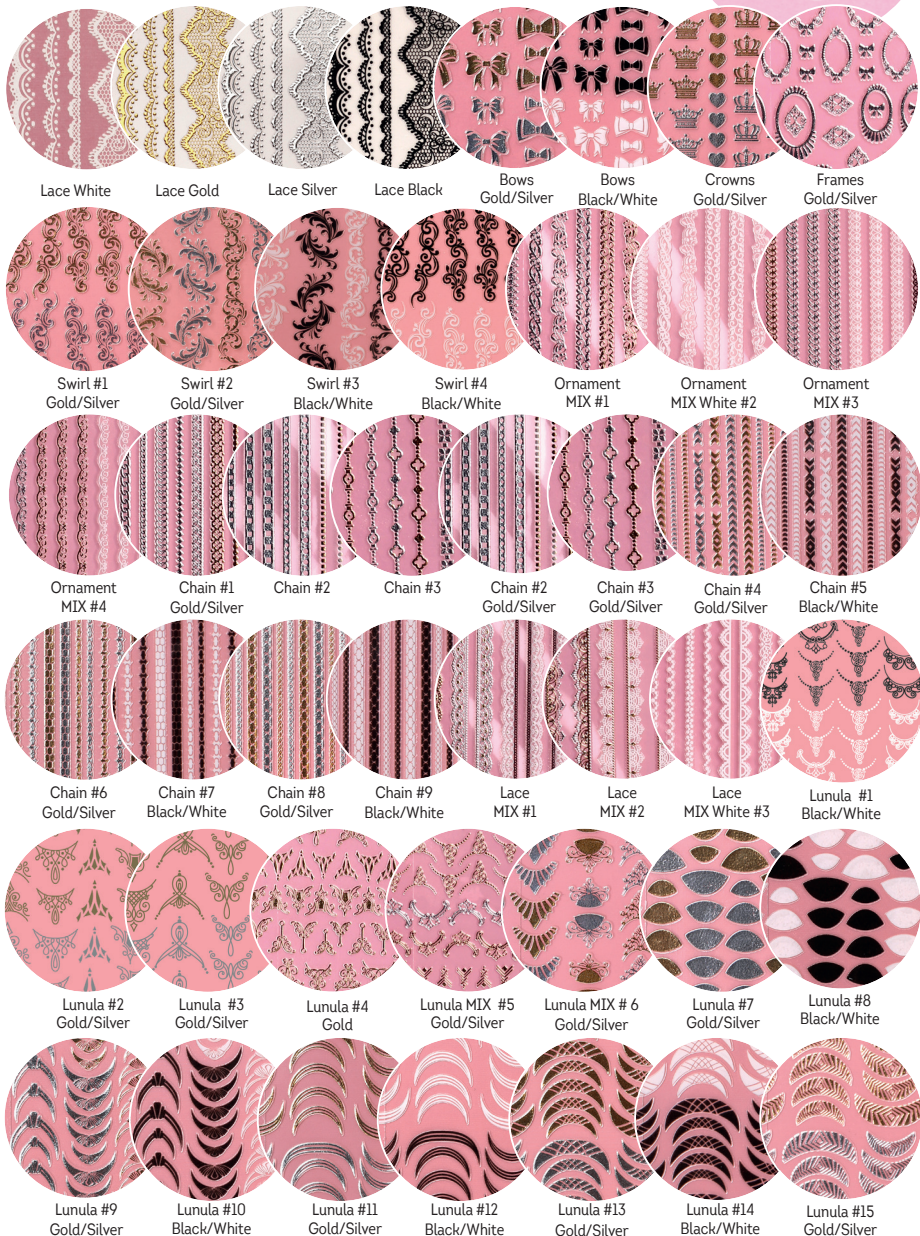 Lace White
Lace Gold
Lace Silver
Lace Black
Bows
Gold/Silver
Bows
Black/White
Crowns
Gold/Silver
Frames
Gold/Silver
Swirl #1
Gold/Silver
Swirl #2
Gold/Silver
Swirl #3
Black/White
Swirl #4
Black/White
Ornament
MIX #1
Ornament
MIX White #2
Ornament
MIX #3
Ornament
MIX #4
Chain #1
Gold/Silver
Chain #2
Chain #3
Chain #2
Gold/Silver
Chain #3
Gold/Silver
Chain #4
Gold/Silver
Chain #5
Black/White
Chain #6
Gold/Silver
Chain #7
Black/White
Chain #8
Gold/Silver
Chain #9
Black/White
Lace
MIX #1
Lace
MIX #2
Lace
MIX White #3
Lunula #1
Black/White
Lunula #2
Gold/Silver
Lunula #3
Gold/Silver
Lunula #4
Gold
Lunula MIX #5
Gold/Silver
Lunula MIX # 6
Gold/Silver
Lunula #7
Gold/Silver
Lunula #8
Black/White
Lunula #9
Gold/Silver
Lunula #10
Black/White
Lunula #11
Gold/Silver
Lunula #12
Black/White
Lunula #13
Gold/Silver
Lunula #14
Black/White
Lunula #15
Gold/Silver